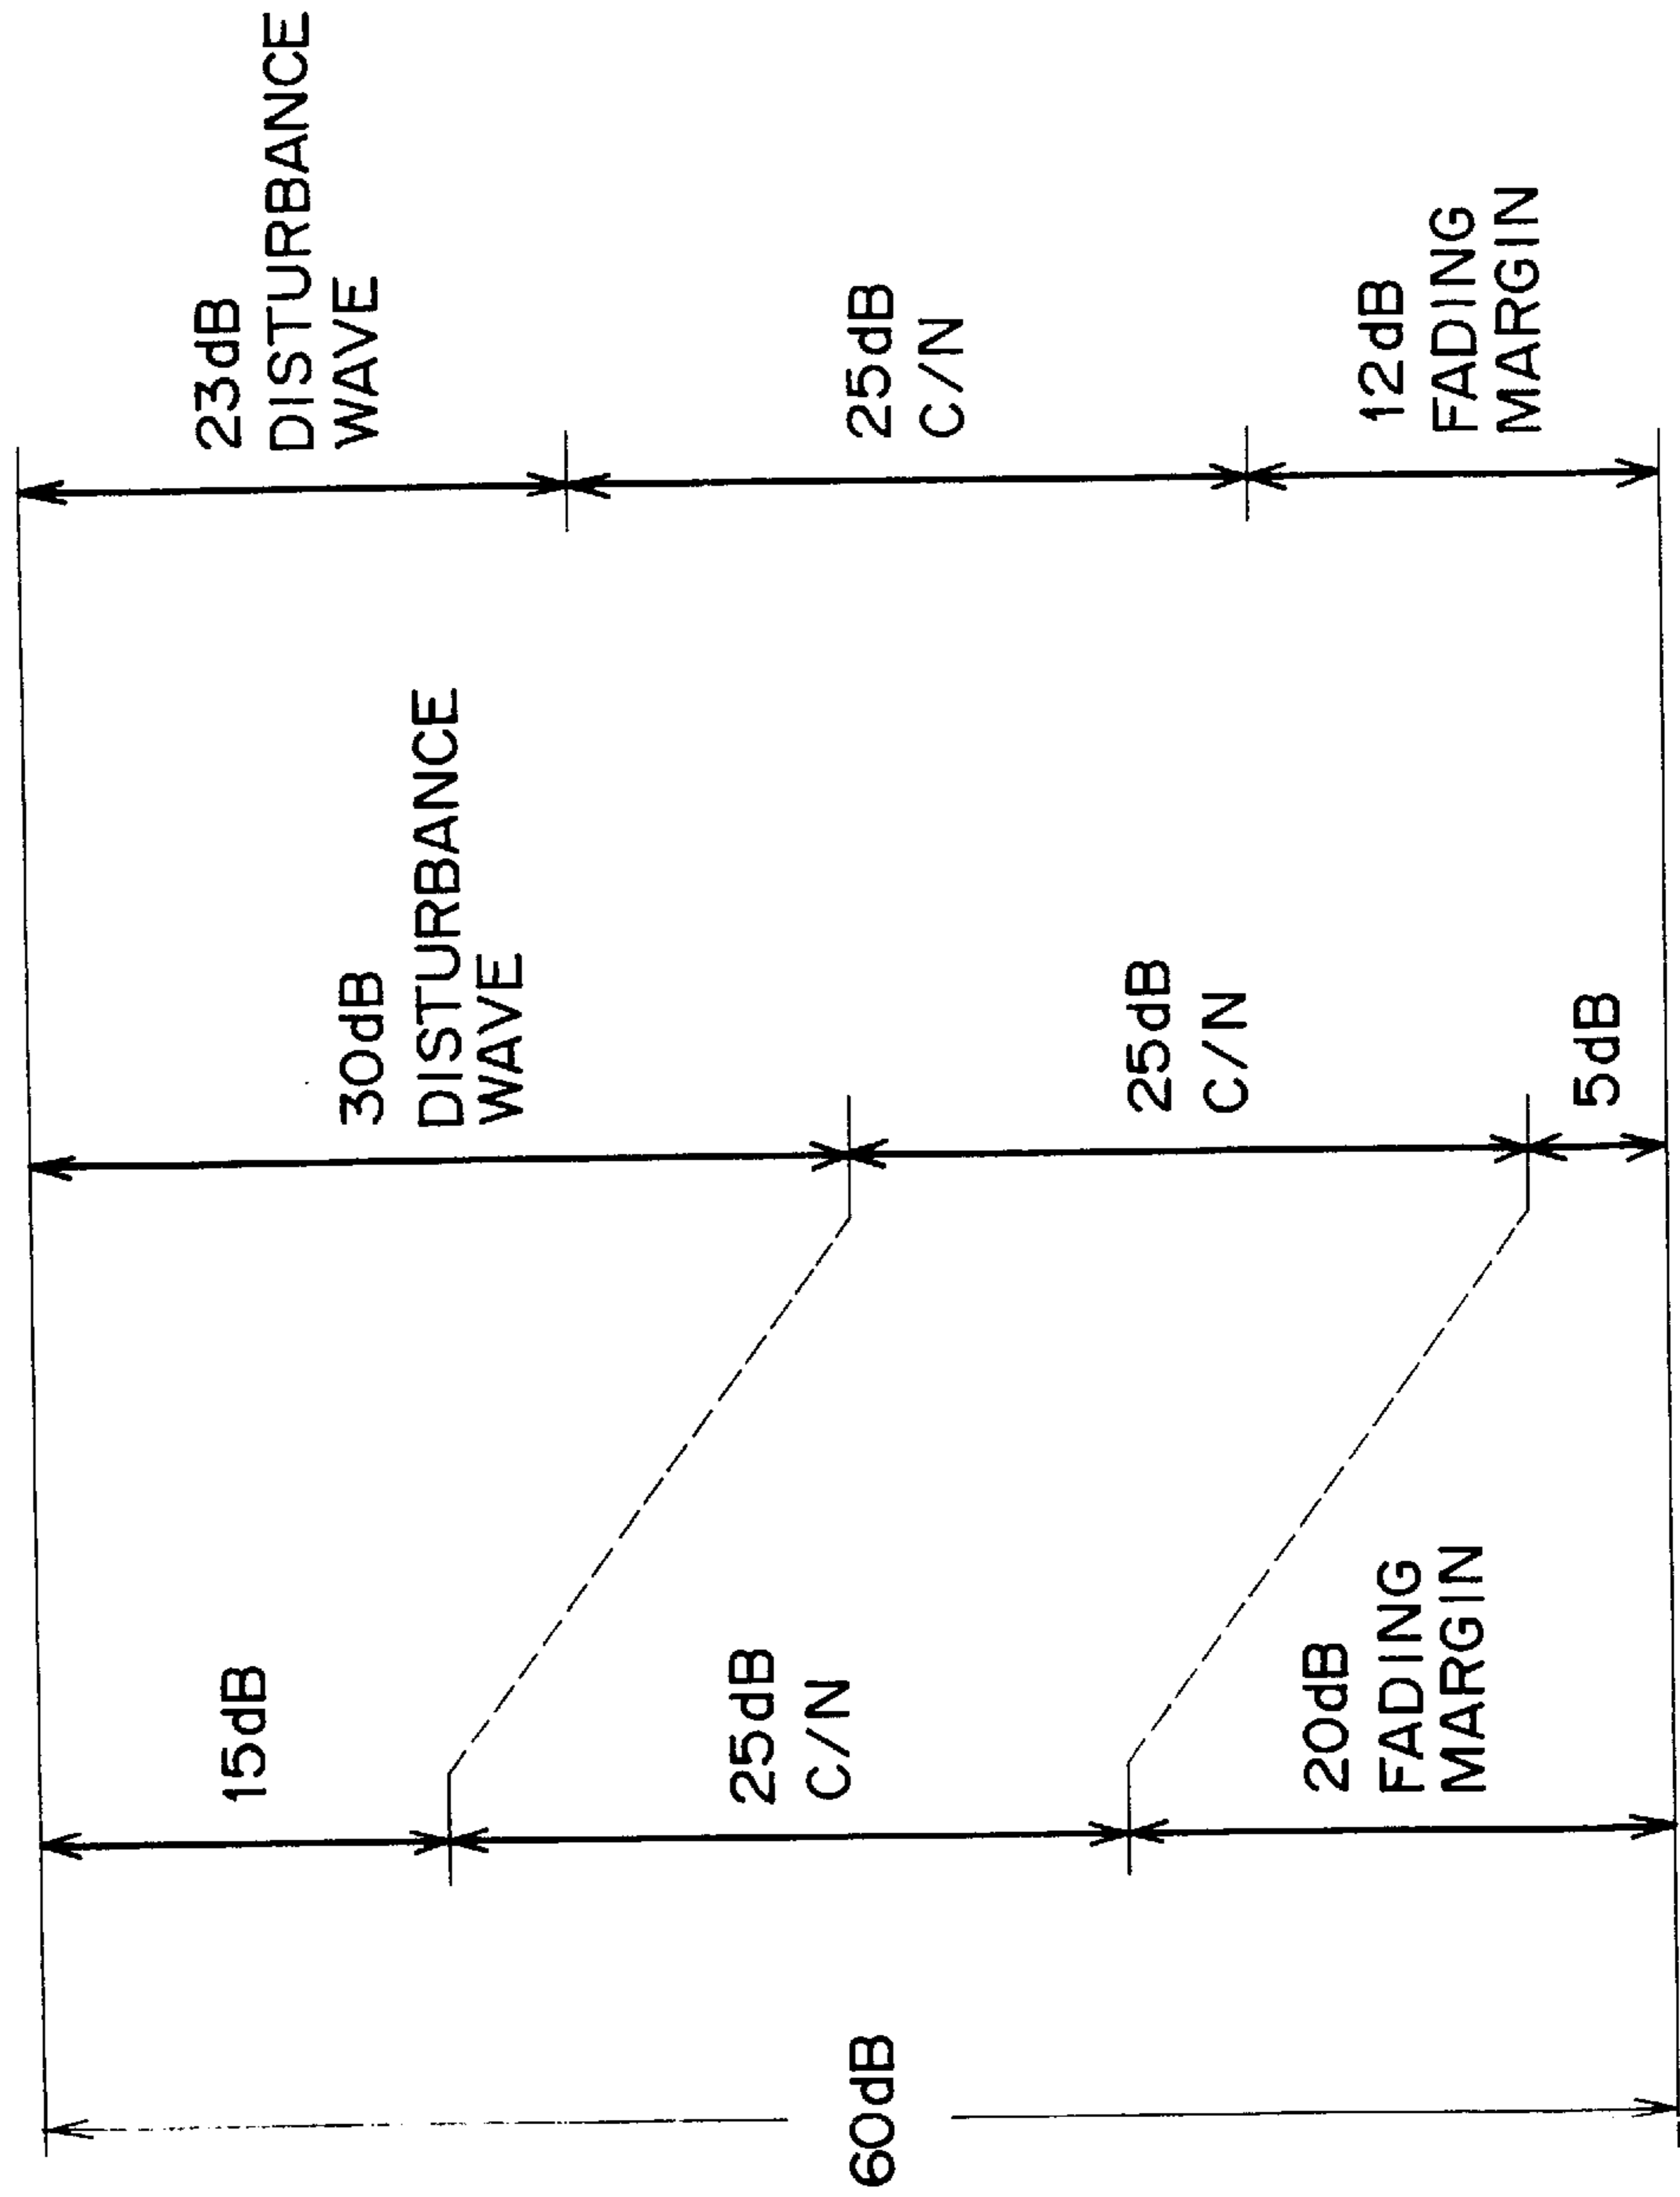 60dB
15dB
25dB
C/N
20dB
FADING
MARGIN
30dB
DISTURBANCE
WAVE
25dB
C/N
5dB
23dB
DISTURBANCE
WAVE
25dB
C/N
12dB
FADING
MARGIN